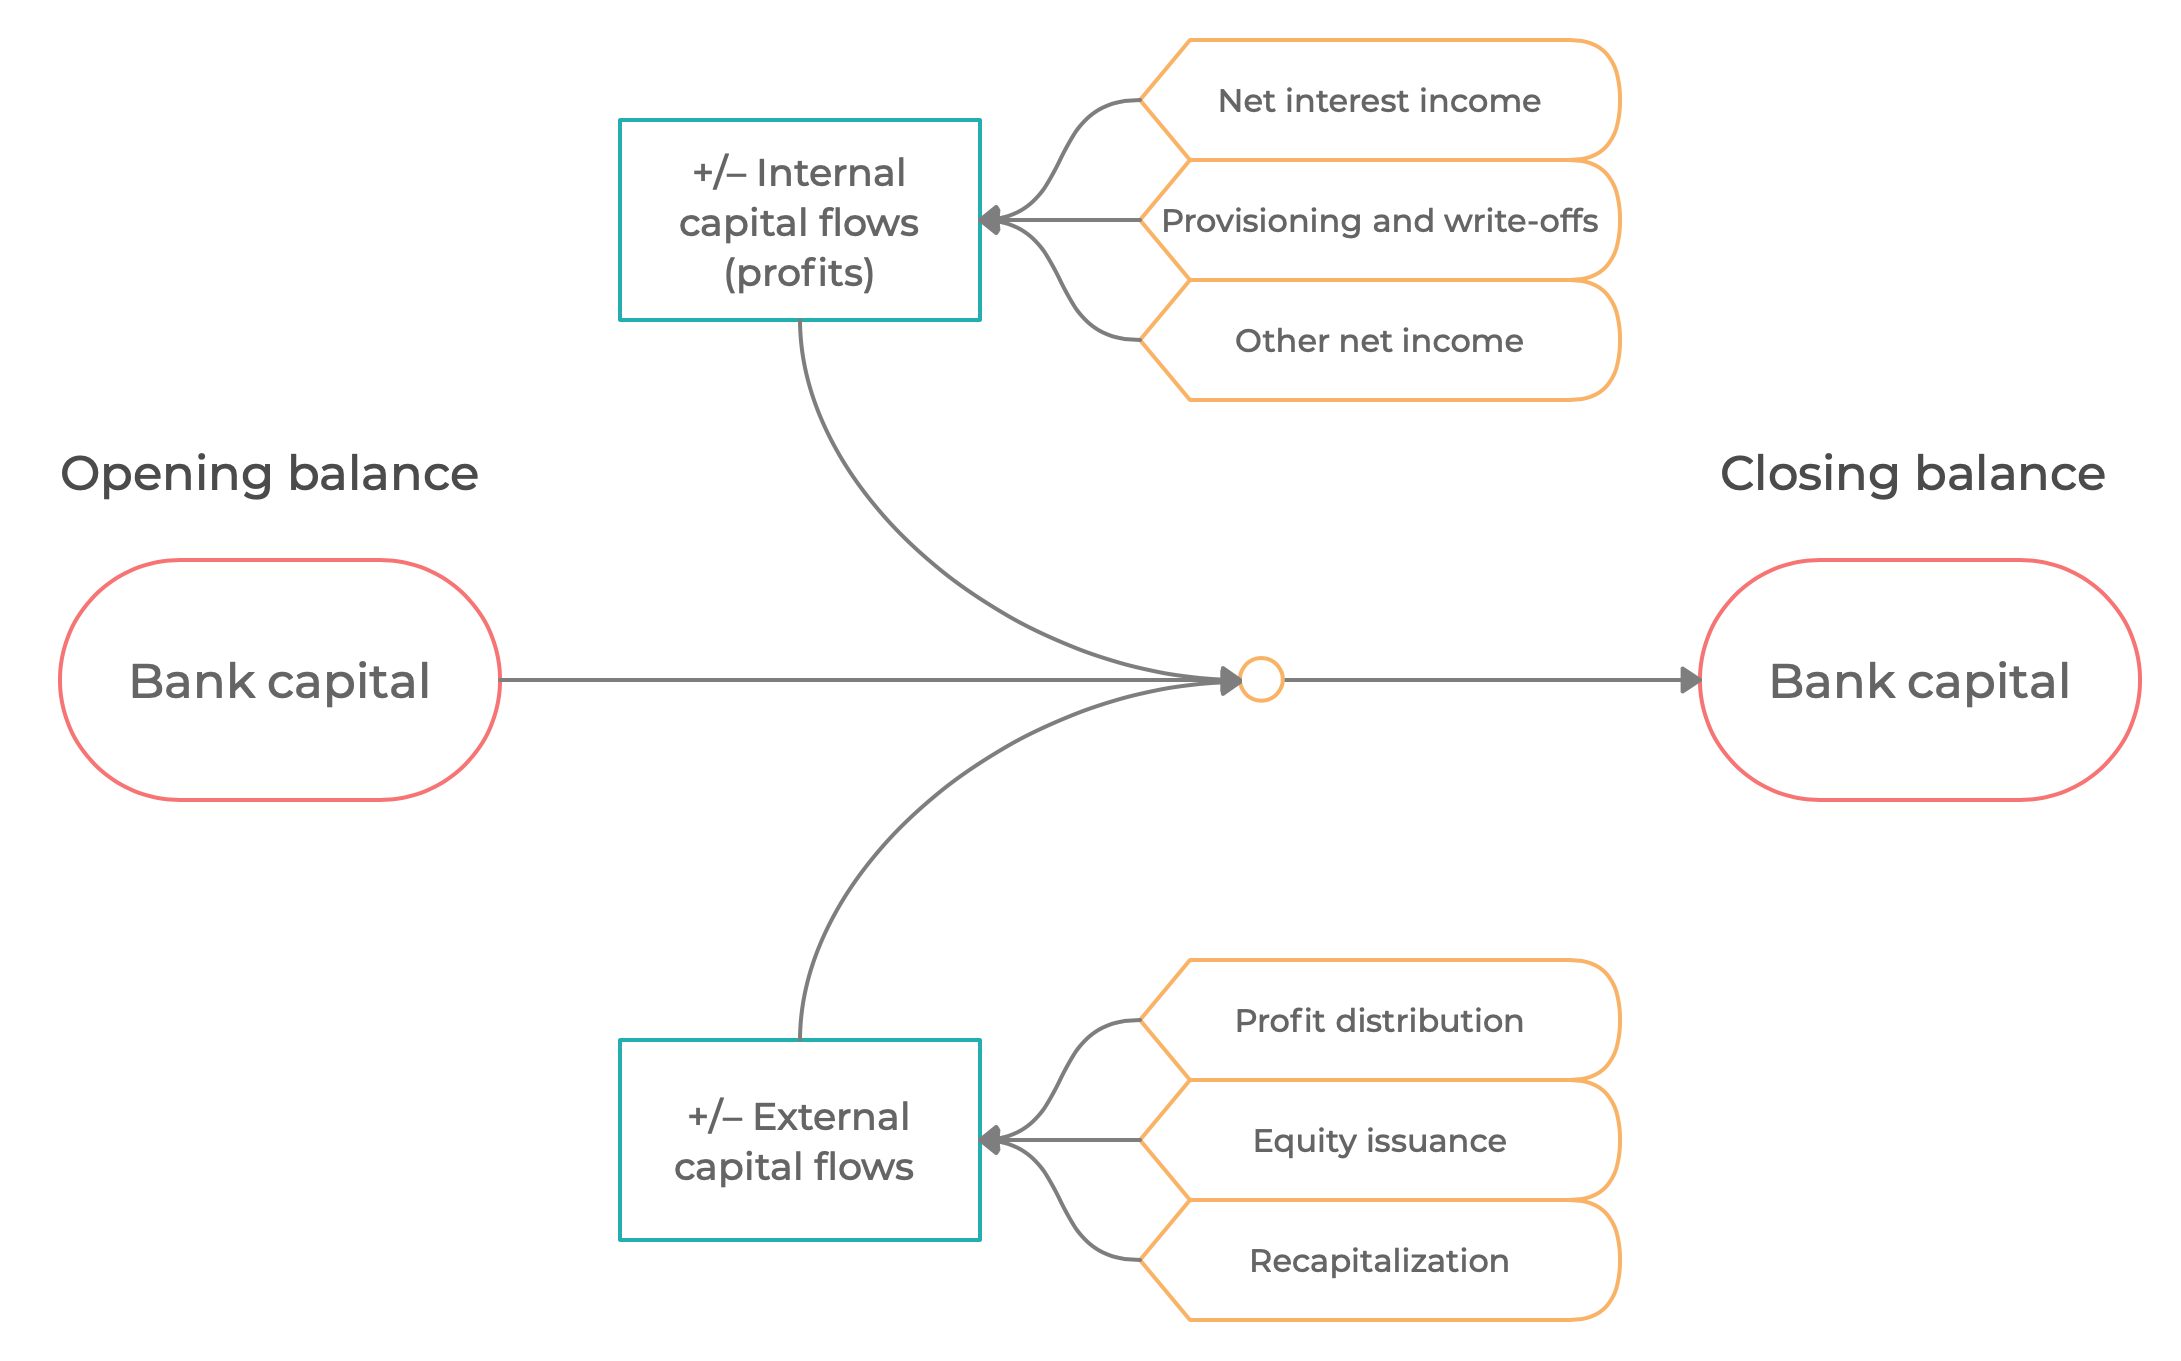 Net interest income
+/– Internal
capital flows
(profits)
Provisioning and write-offs
Other net income
Opening balance
Closing balance
Bank capital
Bank capital
Profit distribution
+/– External
capital flows
Equity issuance
Recapitalization